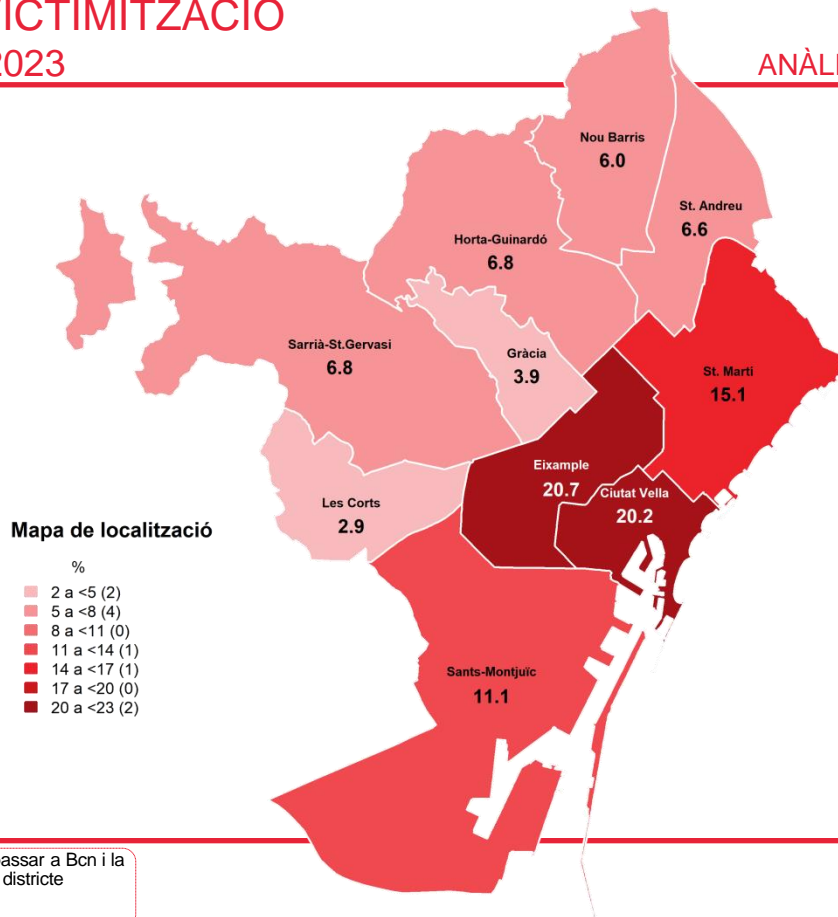 VICTIMITZACIÓ
2023
ANÀLI
Nou Barris
6.0
St. Andreu
6.6
Horta-Guinardó
6.8
Sarrià-St.Gervasi
6.8
Gràcia
3.9
St. Martí
15.1
Eixample
20.7
Ciutat Vella
20.2
Les Corts
2.9
Sants-Montjuïc
11.1
Mapa de localització
%
2 a <5 (2)
5 a <8 (4)
8 a <11 (0)
11 a <14 (1)
14 a <17 (1)
17 a <20 (0)
20 a <23 (2)
passar a Bcn i la
districte